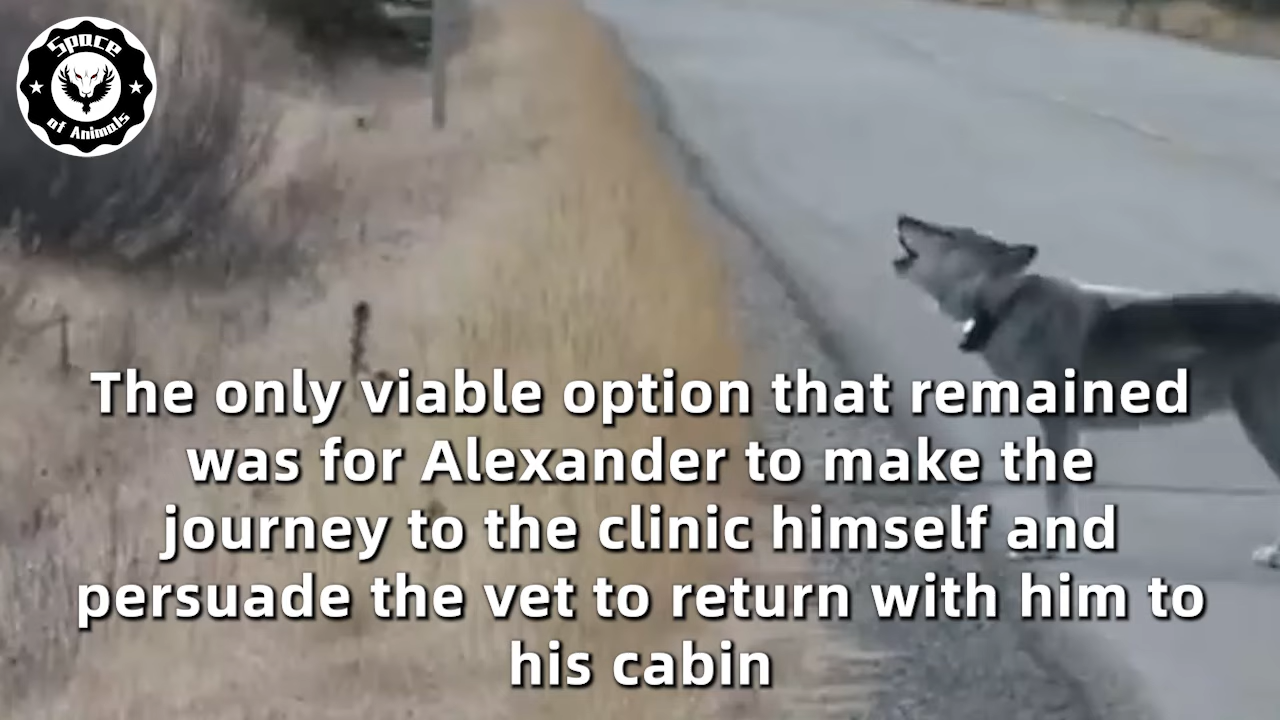 Space
of Animals
The only viable option that remained
was for Alexander to make the
journey to the clinic himself and
persuade the vet to return with him to
his cabin